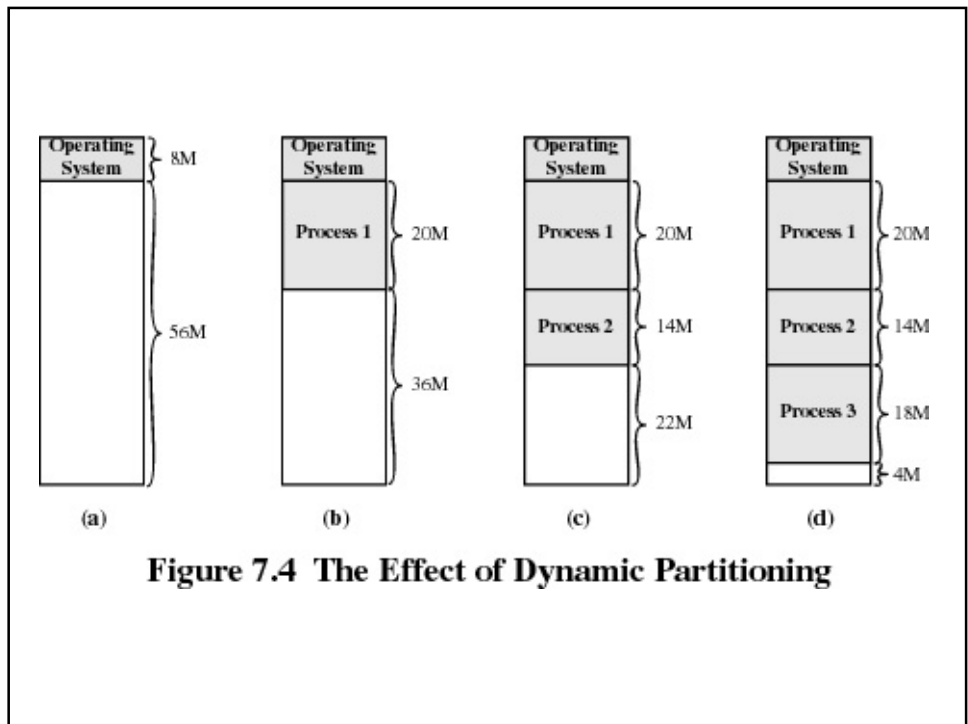 Operating
System
8M
56M
(a)
Operating
System
Process 1
20M
36M
(b)
Operating
System
Process 1
20M
Process 2
14M
22M
(c)
Operating
System
Process 1
20M
Process 2
14M
Process 3
18M
4M
(d)
Figure 7.4 The Effect of Dynamic Partitioning